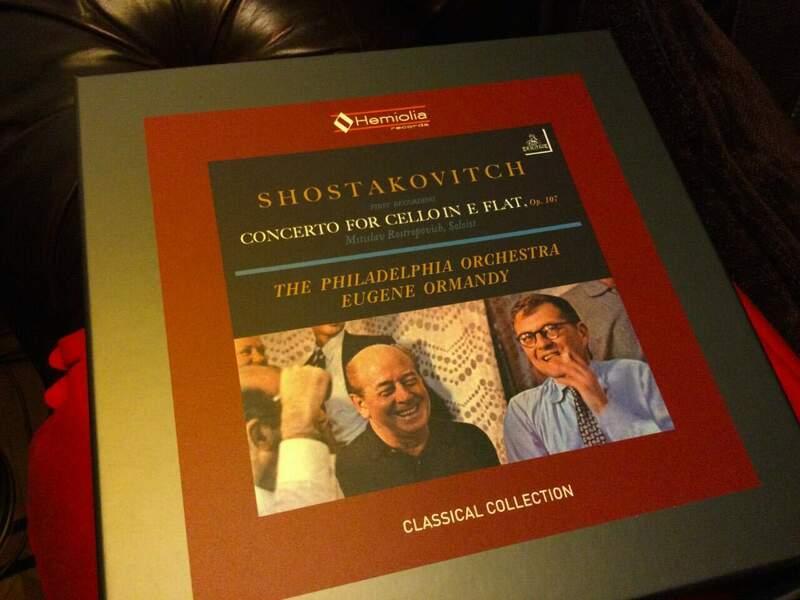 Hemiolia
records
SHOSTAKOVITCH
FIRST RECORDING
CONCERTO FOR CELLO IN E FLAT, Op. 107
Mstislav Rostropovich, Soloist
THE PHILADELPHIA ORCHESTRA
EUGENE ORMANDY
CLASSICAL COLLECTION